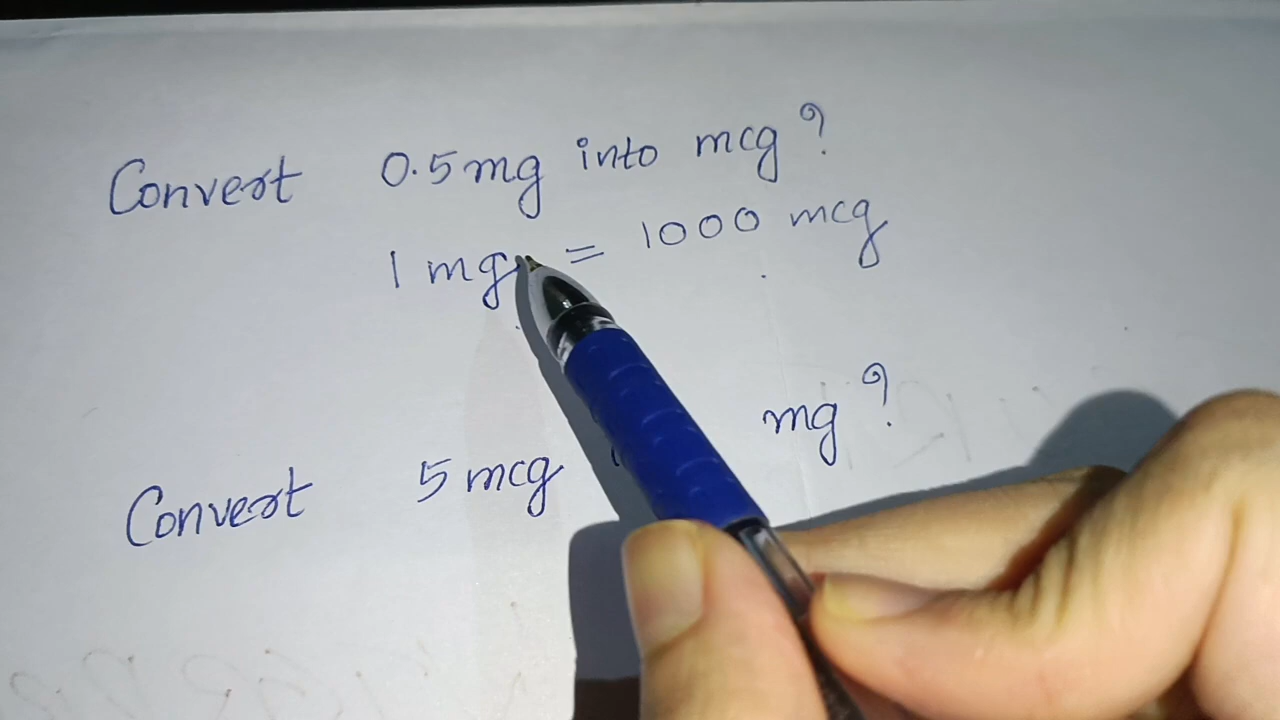 Convert 0.5mg into mcg?
1 mg = 1000 mcg
Convert 5 mcg mg?